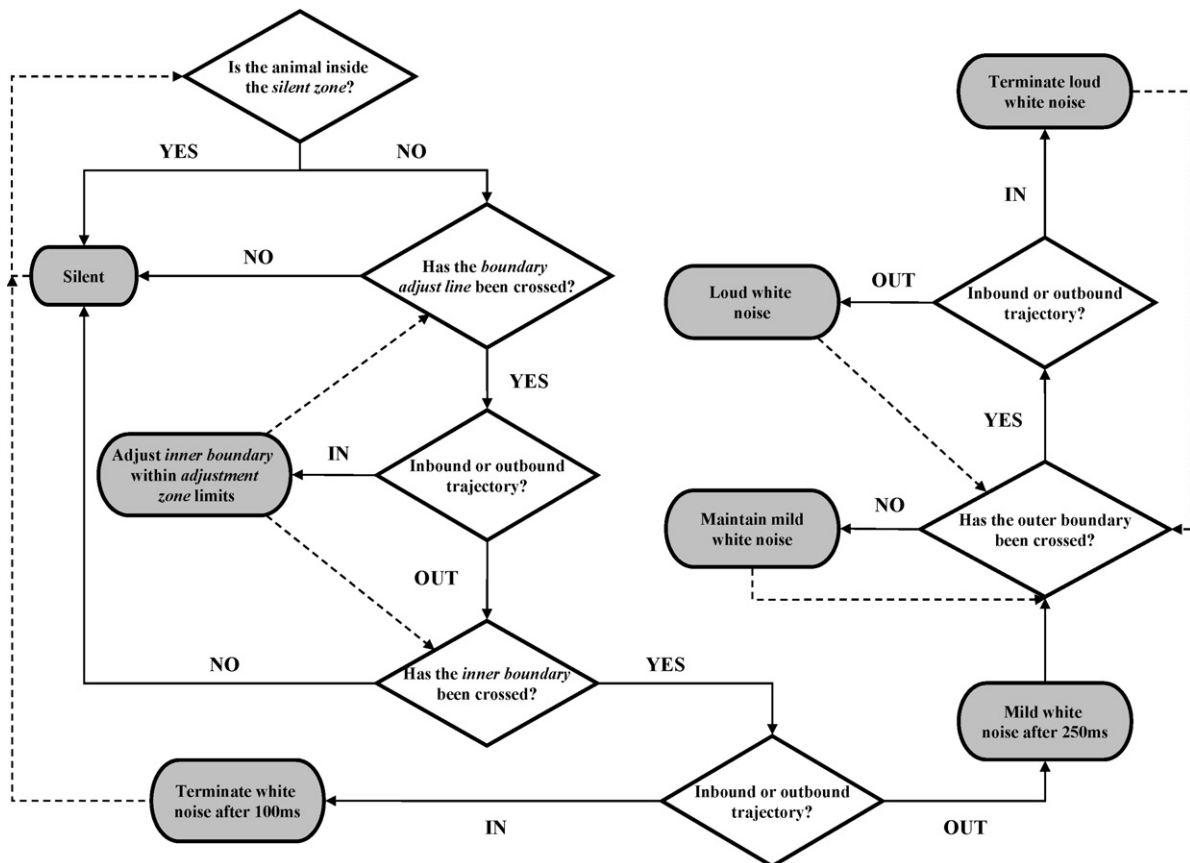 Is the animal inside
the silent zone?
YES
NO
Silent
NO
Has the boundary
adjust line been crossed?
YES
Adjust inner boundary
within adjustment
zone limits
IN
Inbound or outbound
trajectory?
OUT
NO
Has the inner boundary
been crossed?
YES
Terminate white
noise after 100ms
IN
Inbound or outbound
trajectory?
OUT
Mild white
noise after 250ms
Maintain mild
white noise
NO
Has the outer boundary
been crossed?
YES
Loud white
noise
OUT
Inbound or outbound
trajectory?
IN
Terminate loud
white noise